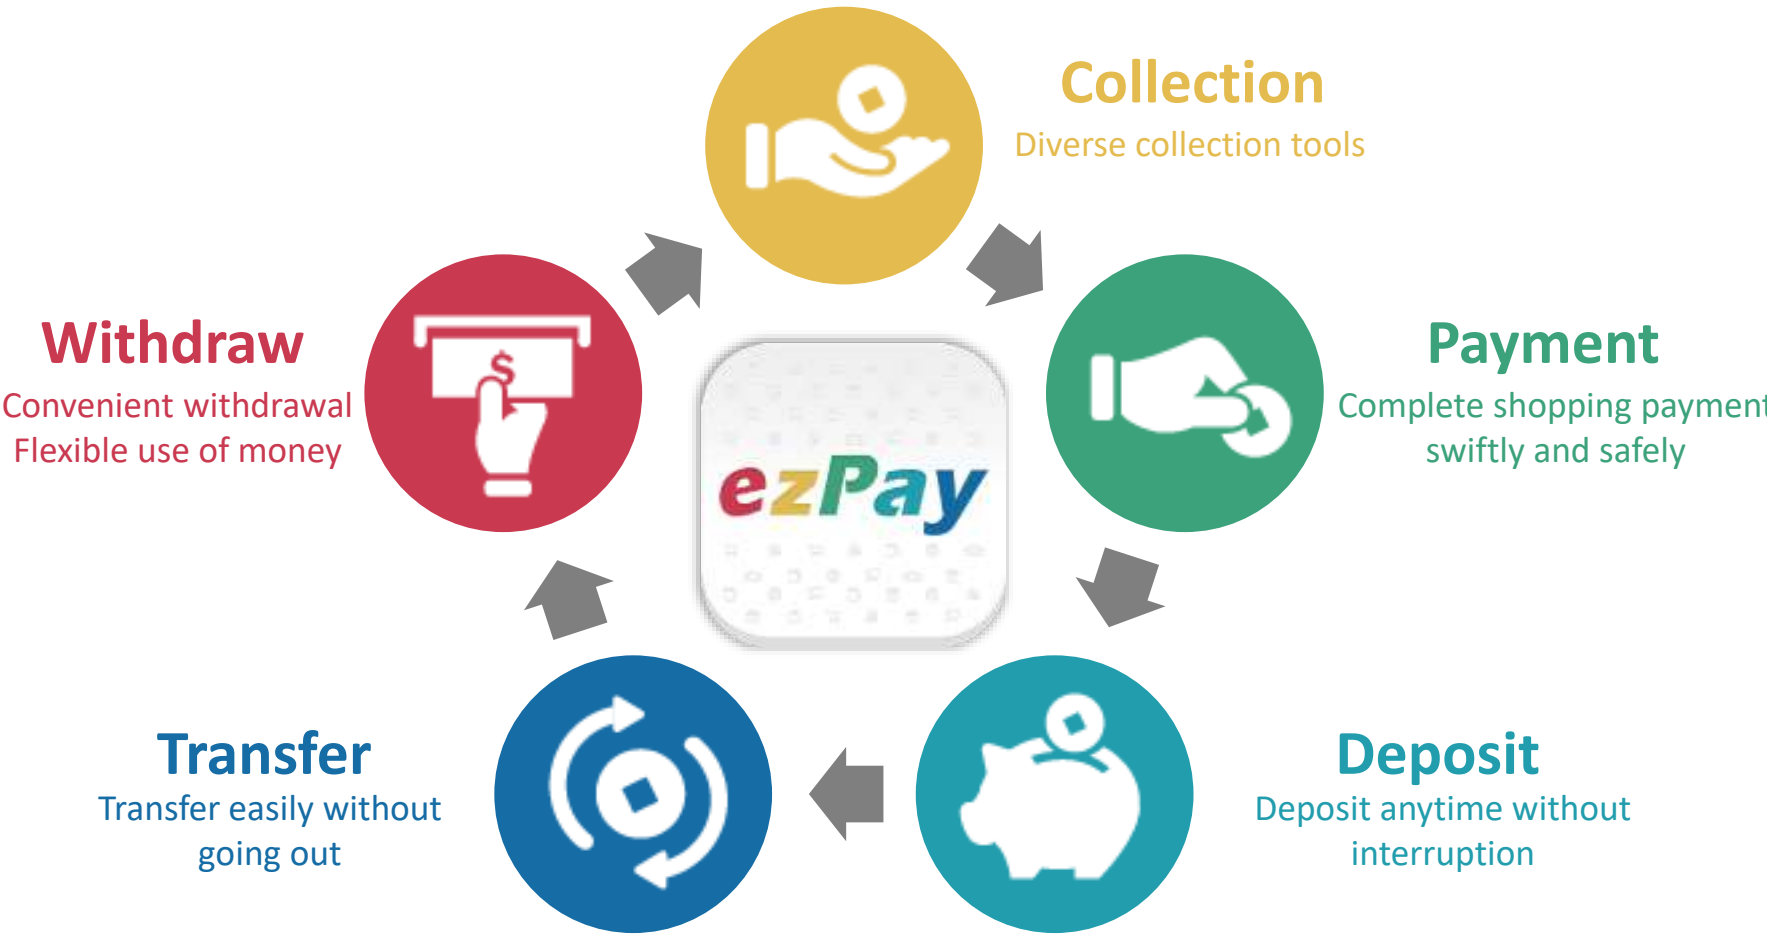 Collection
Diverse collection tools
Payment
Complete shopping payment
swiftly and safely
Deposit
Deposit anytime without
interruption
Transfer
Transfer easily without
going out
Withdraw
Convenient withdrawal
Flexible use of money
$
ezPay